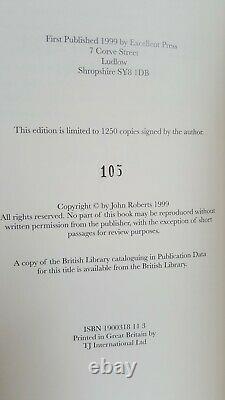 First Published 1999 by Excellent Press
7 Corve Street
Ludlow
Shropshire SY8 1DB
This edition is limited to 1250 copies signed by the author.
105
Copyright © by John Roberts 1999
All rights reserved. No part of this book may be reproduced without
written permission from the publisher, with the exception of short
passages for review purposes.
A copy of the British Library cataloguing in Publication Data
for this title is available from the British Library.
ISBN 1900318 11 3
Printed in Great Britain by
TJ International Ltd
eBay